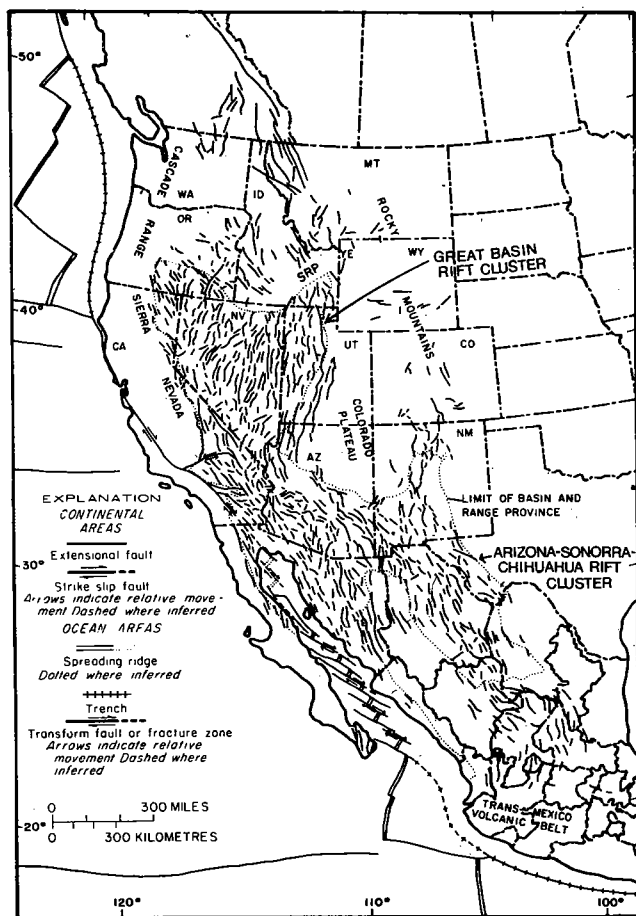 50°
40°
30°
20°
120°
110°
100°
CASCADE
RANGE
WA
OR
ID
MT
ROCKY
MOUNTAINS
YE
WY
SRP
GREAT BASIN
RIFT CLUSTER
SIERRA
NEVADA
NV
CA
UT
CO
COLORADO
PLATEAU
AZ
NM
LIMIT OF BASIN AND
RANGE PROVINCE
ARIZONA-SONORRA-
CHIHUAHUA RIFT
CLUSTER
TRANS-MEXICO
VOLCANIC BELT
EXPLANATION
CONTINENTAL
AREAS
Extensional fault
Strike slip fault
Arrows indicate relative move-
ment Dashed where inferred
OCEAN AREAS
Spreading ridge
Dotted where inferred
Trench
Transform fault or fracture zone
Arrows indicate relative
movement Dashed where
inferred
0 300 MILES
0 300 KILOMETRES